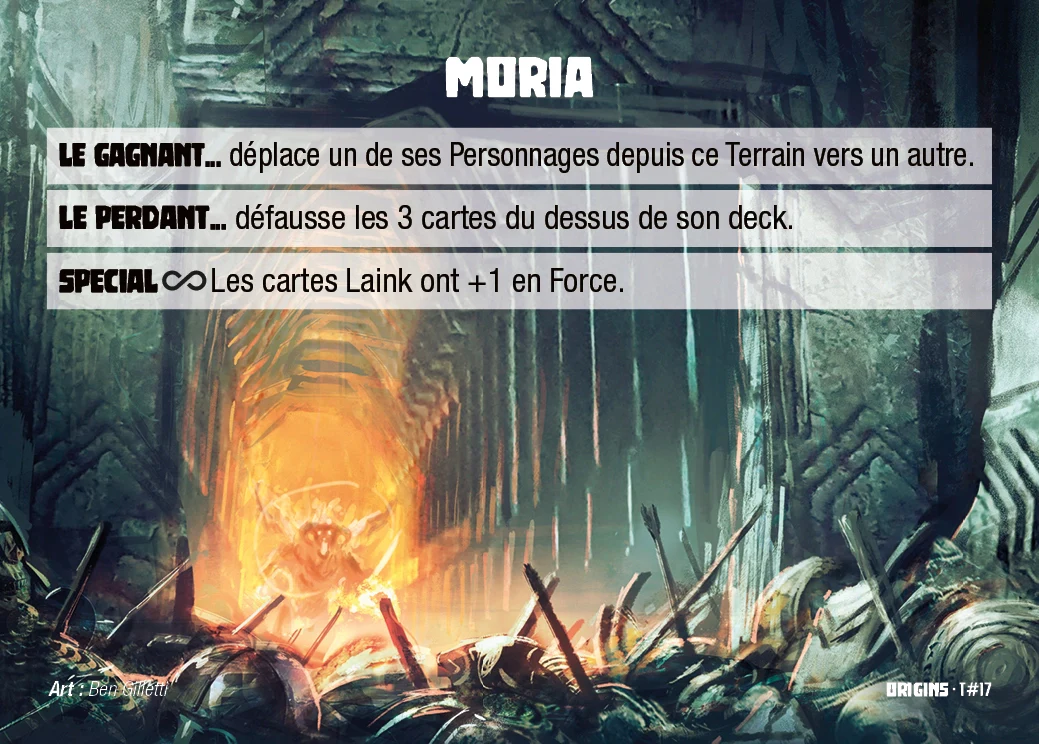 MORIA
LE GAGNANT... déplace un de ses Personnages depuis ce Terrain vers un autre.
LE PERDANT... défausse les 3 cartes du dessus de son deck.
SPECIAL ∞ Les cartes Laink ont +1 en Force.
Art : Ben Gilletti
ORIGINS · T#17